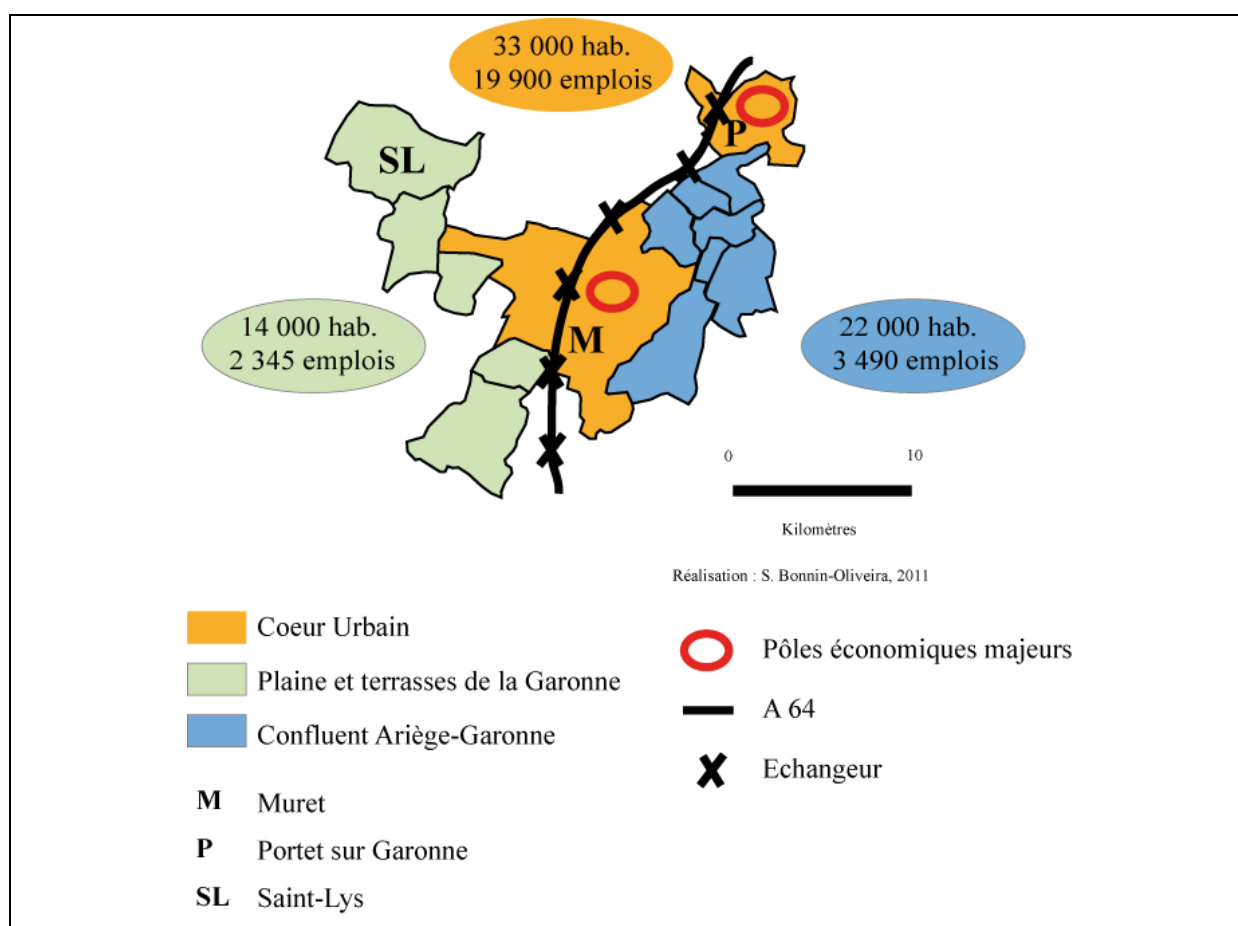 33 000 hab.
19 900 emplois
P
SL
14 000 hab.
2 345 emplois
M
22 000 hab.
3 490 emplois
0 10
Kilomètres
Réalisation : S. Bonnin-Oliveira, 2011
Coeur Urbain
Plaine et terrasses de la Garonne
Confluent Ariège-Garonne
M Muret
P Portet sur Garonne
SL Saint-Lys
Pôles économiques majeurs
A 64
Echangeur